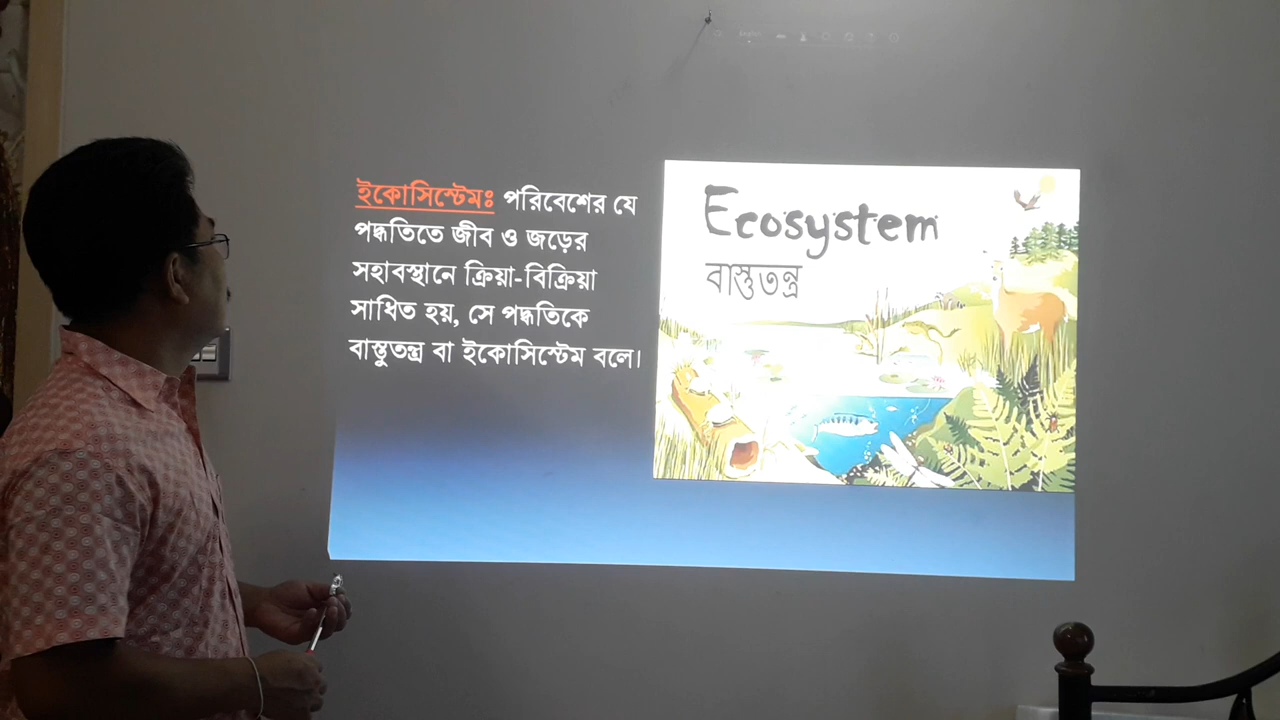 ইকোসিস্টেমঃ পরিবেশের যে
পদ্ধতিতে জীব ও জড়ের
সহাবস্থানে ক্রিয়া-বিক্রিয়া
সাধিত হয়, সে পদ্ধতিকে
বাস্তুতন্ত্র বা ইকোসিস্টেম বলে।
Ecosystem
বাস্তুতন্ত্র